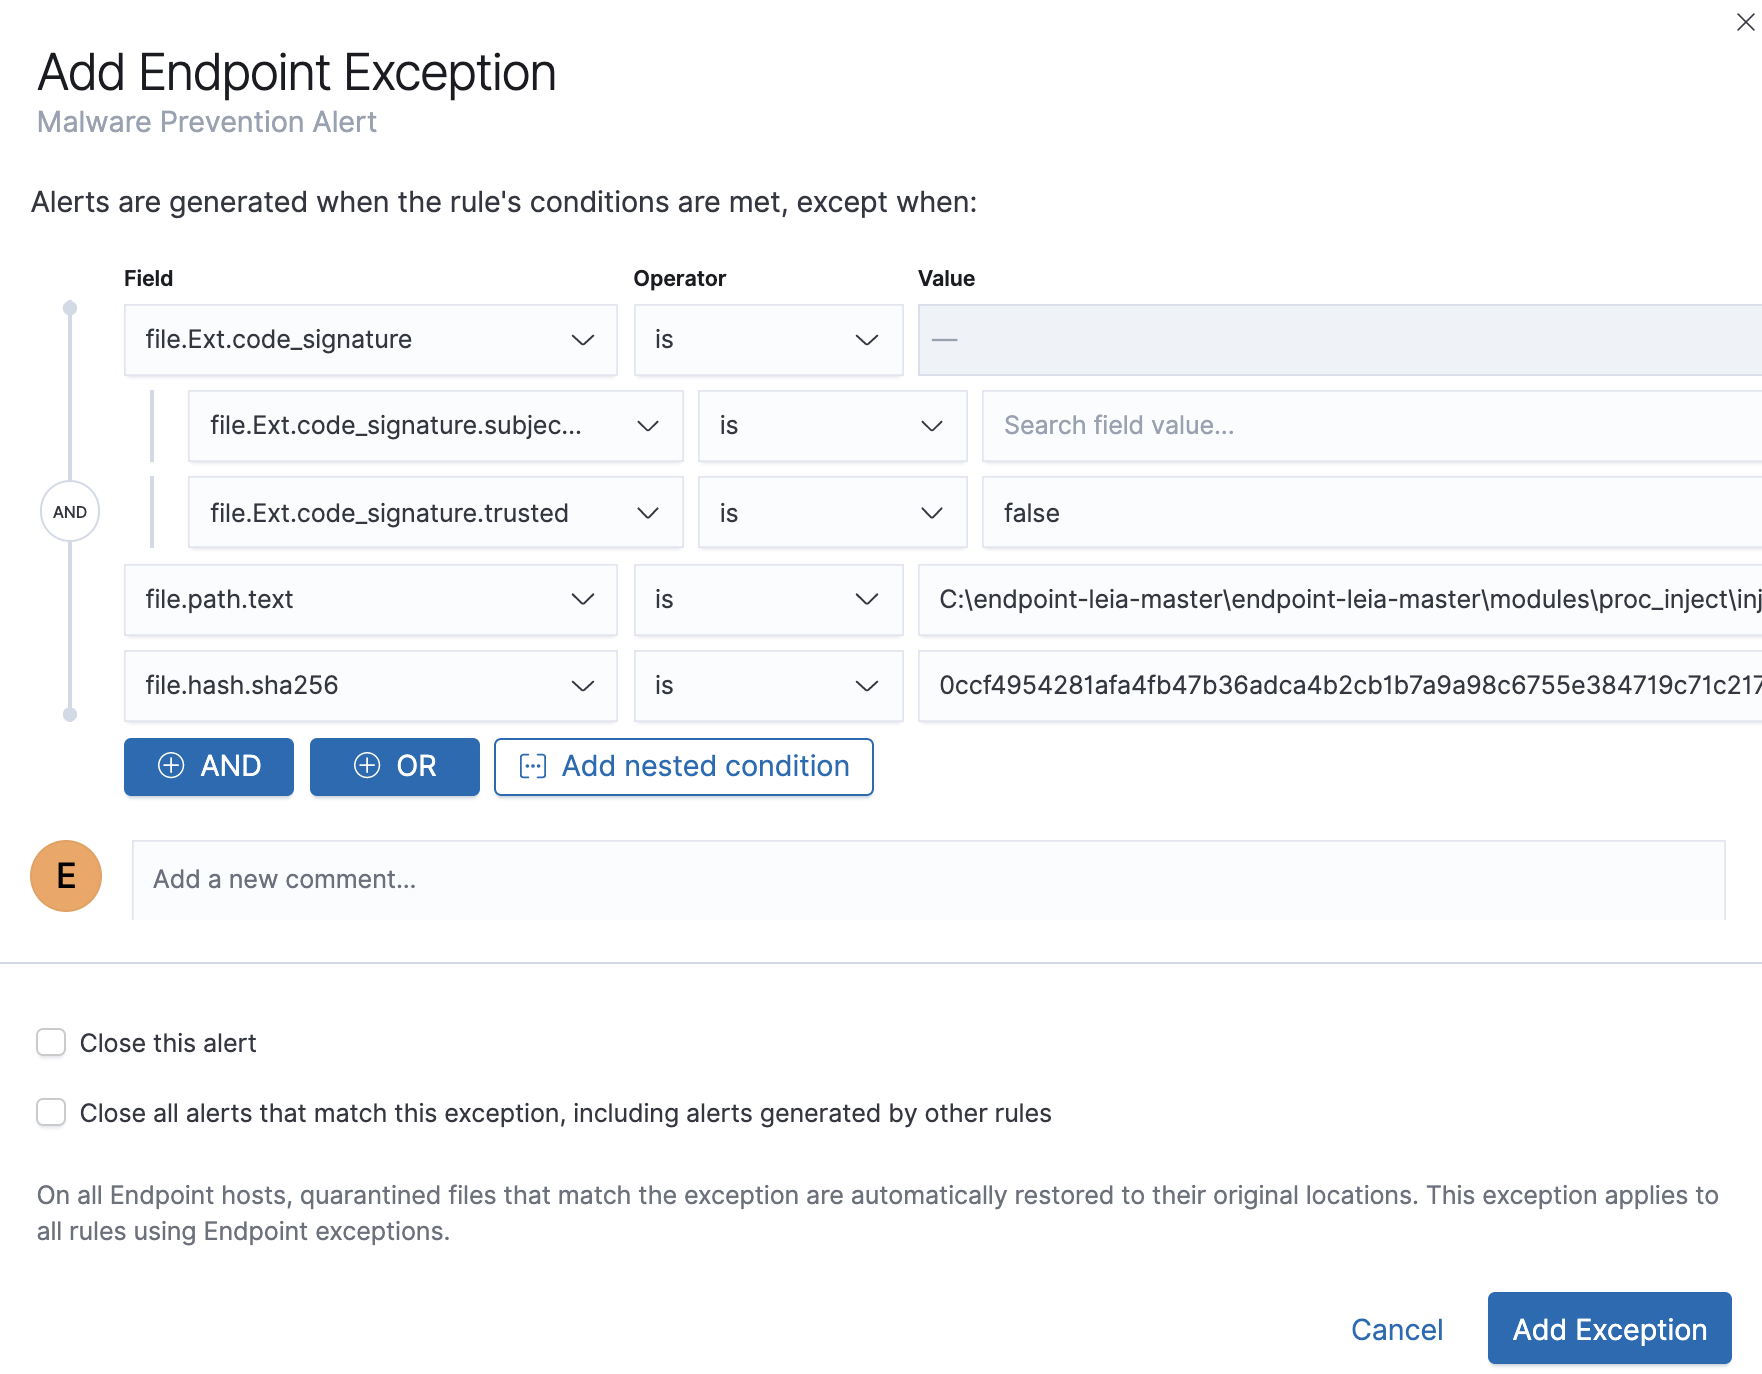 Add Endpoint Exception
Malware Prevention Alert
Alerts are generated when the rule's conditions are met, except when:
Field Operator Value
file.Ext.code_signature is —
file.Ext.code_signature.subjec... is Search field value...
file.Ext.code_signature.trusted is false
AND
file.path.text is C:\endpoint-leia-master\endpoint-leia-master\modules\proc_inject\inj
file.hash.sha256 is 0ccf4954281afa4fb47b36adca4b2cb1b7a9a98c6755e384719c71c217
AND OR Add nested condition
E Add a new comment...
Close this alert
Close all alerts that match this exception, including alerts generated by other rules
On all Endpoint hosts, quarantined files that match the exception are automatically restored to their original locations. This exception applies to
all rules using Endpoint exceptions.
Cancel Add Exception